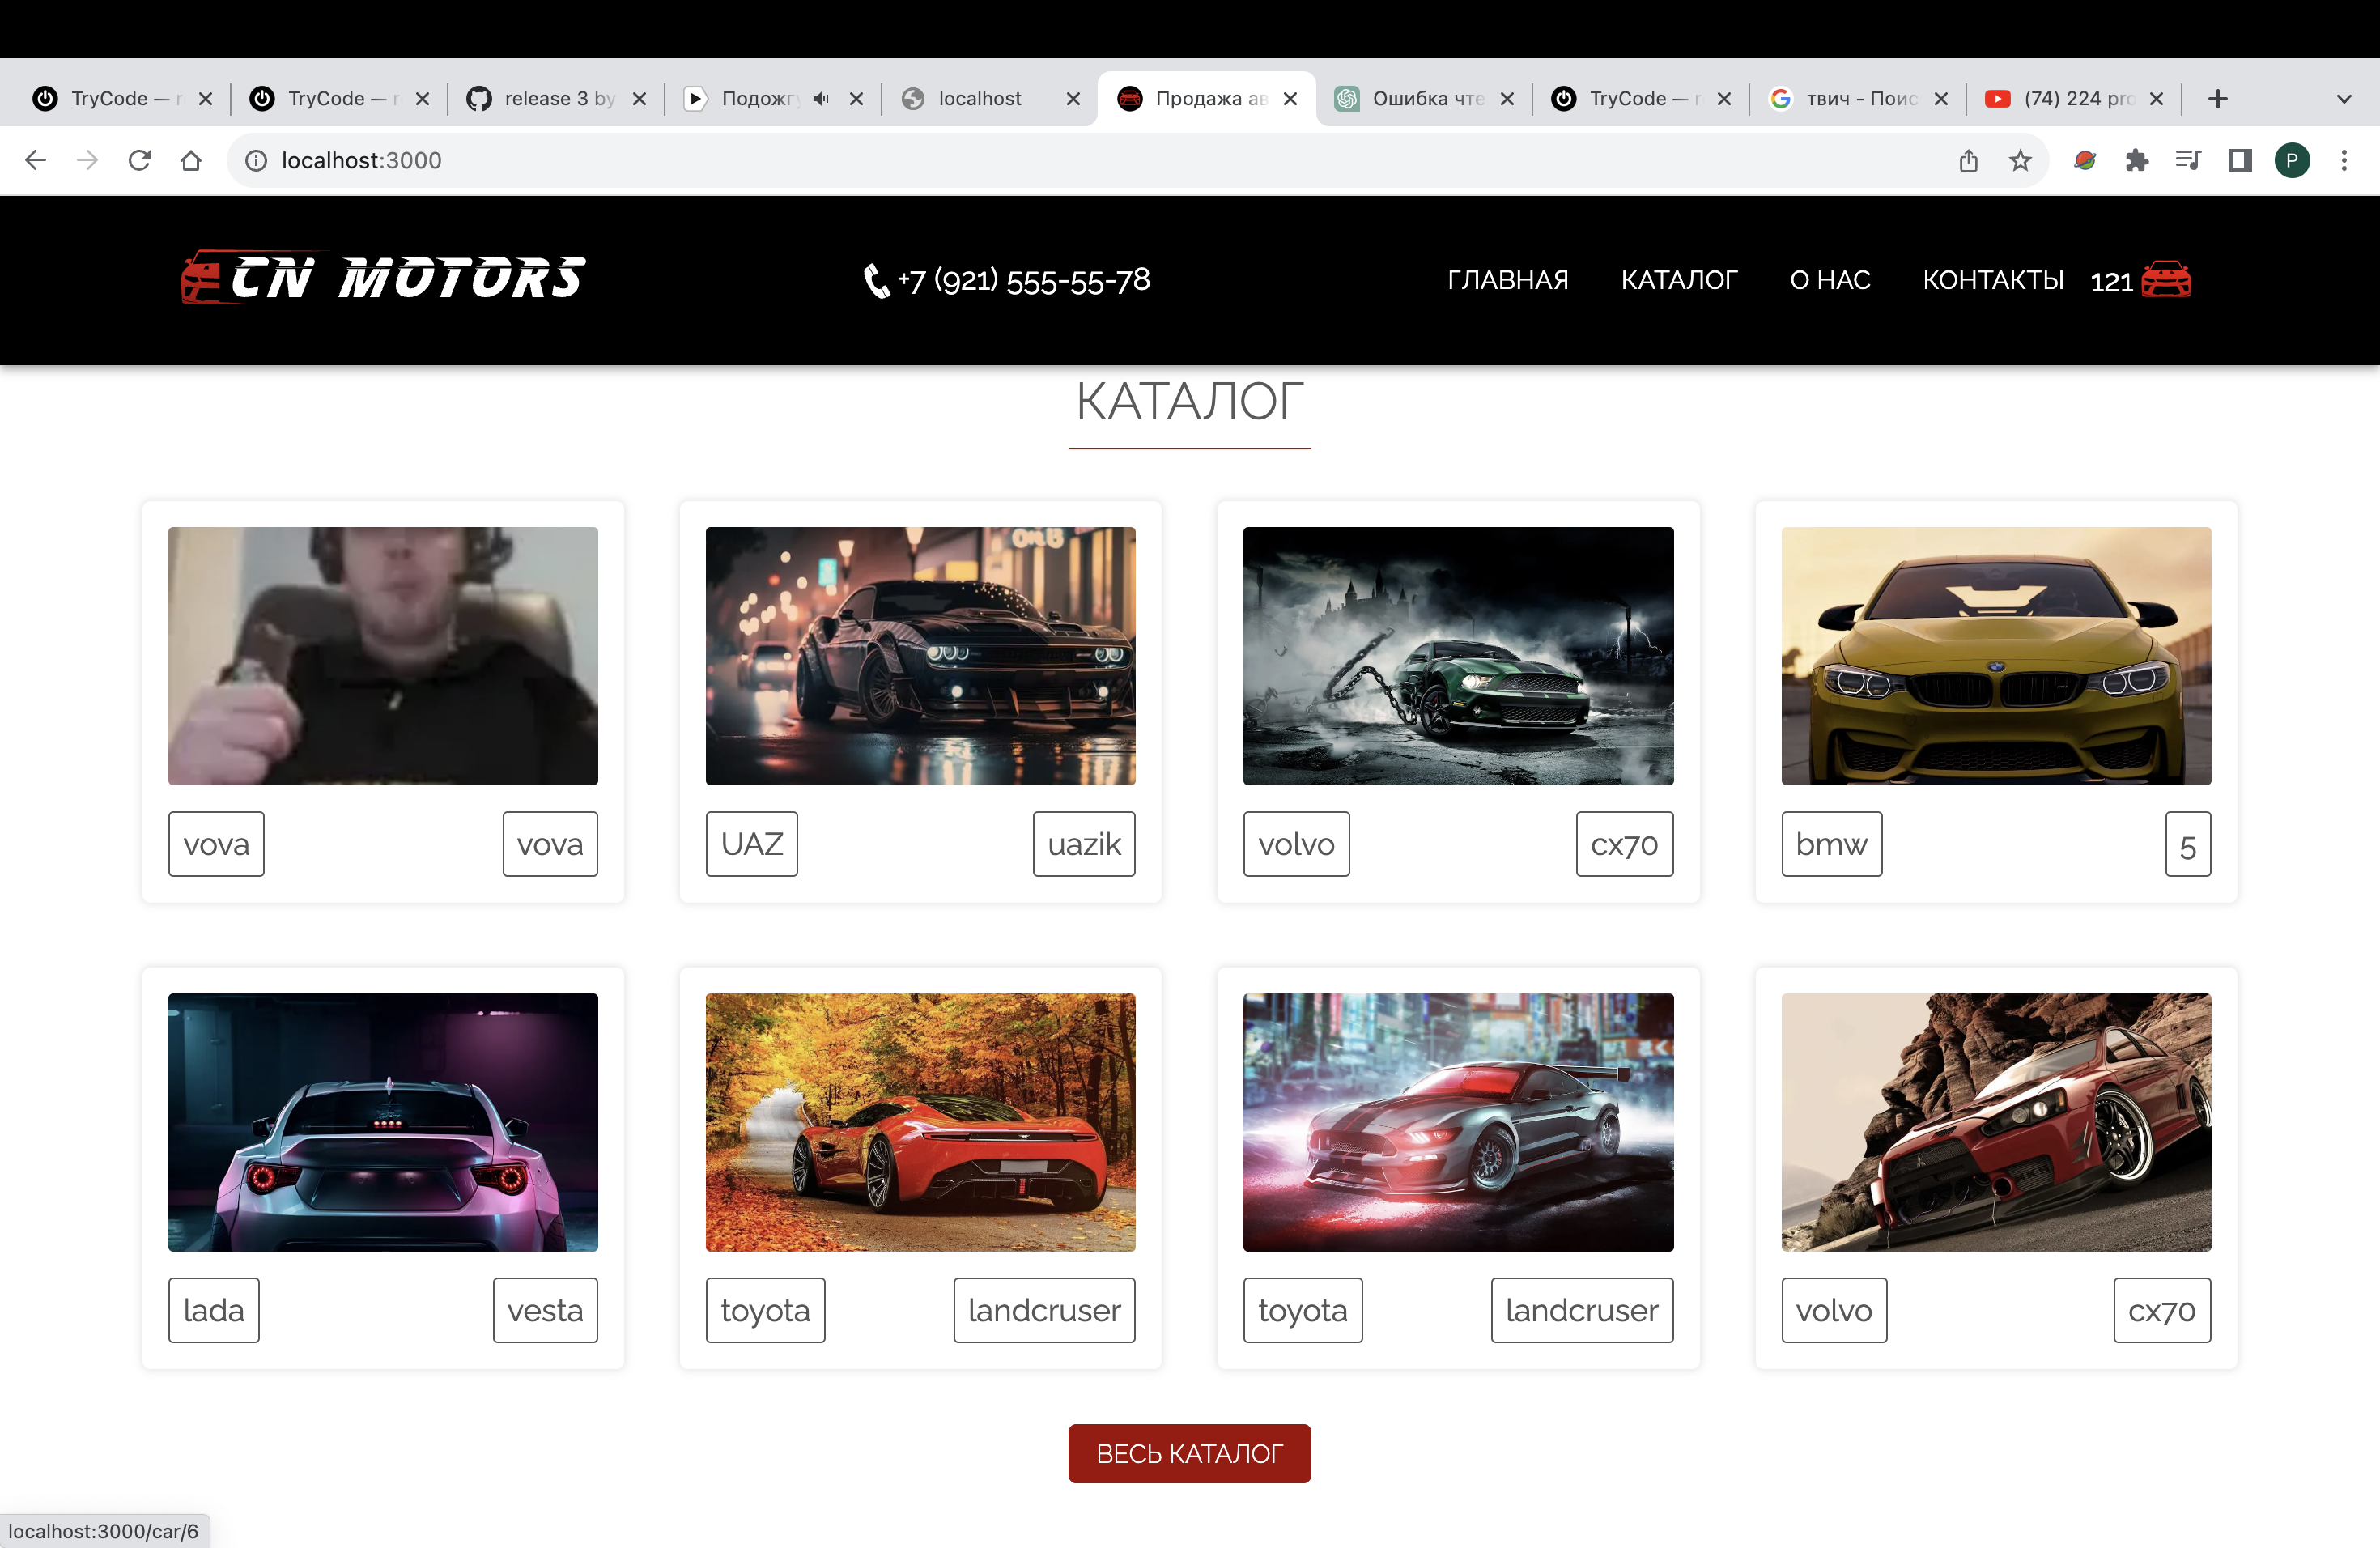 TryCode — r
TryCode — r
release 3 by
Подожгу
localhost
Продажа ав
Ошибка чте
TryCode — r
твич - Поис
(74) 224 pro
localhost:3000
P
CN MOTORS
+7 (921) 555-55-78
ГЛАВНАЯ
КАТАЛОГ
О НАС
КОНТАКТЫ
121
КАТАЛОГ
vova
vova
UAZ
uazik
volvo
cx70
bmw
5
HKS
lada
vesta
toyota
landcruser
toyota
landcruser
volvo
cx70
ВЕСЬ КАТАЛОГ
localhost:3000/car/6